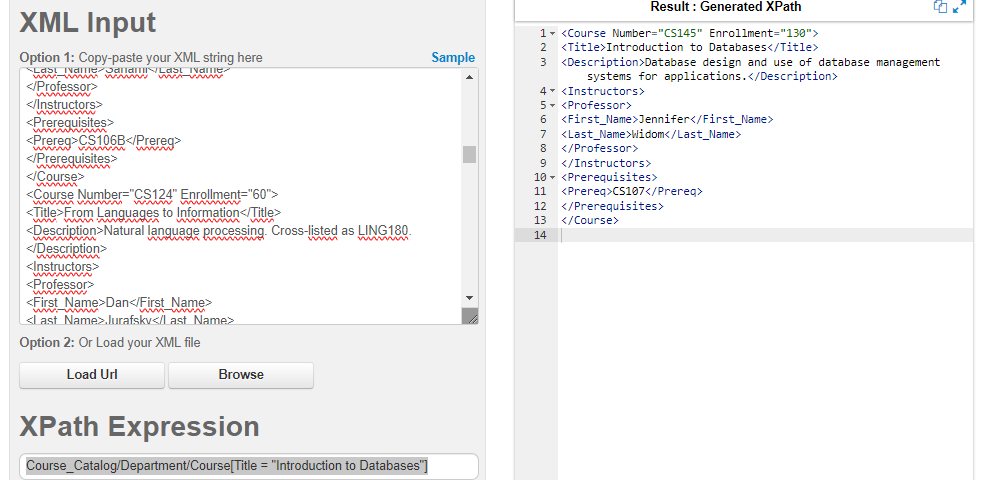 XML Input
Option 1: Copy-paste your XML string here
Sample
<Last_Name>Sahami</Last_Name>
</Professor>
</Instructors>
<Prerequisites>
<Prereq>CS106B</Prereq>
</Prerequisites>
</Course>
<Course Number="CS124" Enrollment="60">
<Title>From Languages to Information</Title>
<Description>Natural language processing. Cross-listed as LING180.
</Description>
<Instructors>
<Professor>
<First_Name>Dan</First_Name>
<Last_Name>Jurafsky</Last_Name>
Option 2: Or Load your XML file
Load Url
Browse
XPath Expression
Course_Catalog/Department/Course[Title = "Introduction to Databases"]
Result : Generated XPath
1 <Course Number="CS145" Enrollment="130">
2 <Title>Introduction to Databases</Title>
3 <Description>Database design and use of database management
systems for applications.</Description>
4 <Instructors>
5 <Professor>
6 <First_Name>Jennifer</First_Name>
7 <Last_Name>Widom</Last_Name>
8 </Professor>
9 </Instructors>
10 <Prerequisites>
11 <Prereq>CS107</Prereq>
12 </Prerequisites>
13 </Course>
14